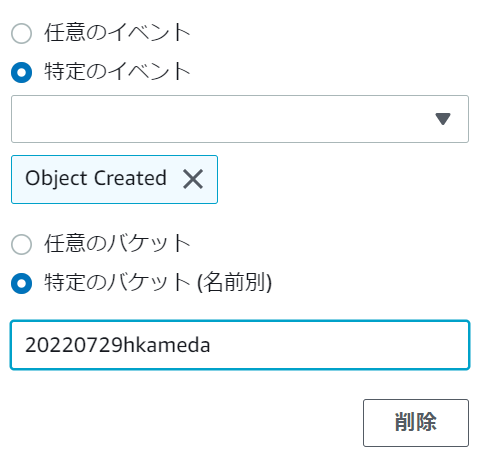 任意のイベント
特定のイベント
Object Created
任意のバケット
特定のバケット (名前別)
20220729hkameda
削除